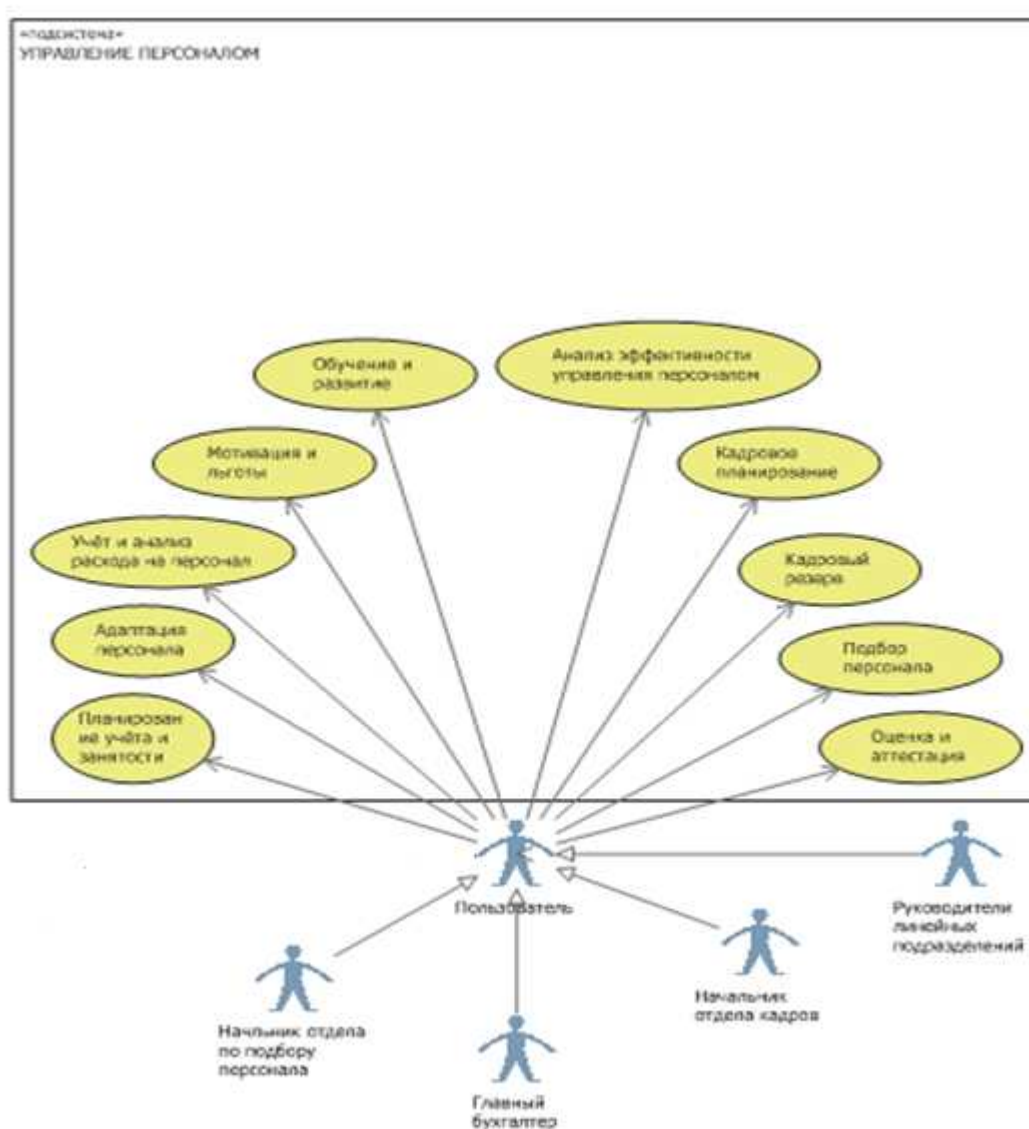 «подсистема»
УПРАВЛЕНИЕ ПЕРСОНАЛОМ
Обучение и
развитие
Анализ эффективности
управления персоналом
Мотивация и
льготы
Кадровое
планирование
Учёт и анализ
расхода на персонал
Кадровый
резерв
Адаптация
персонала
Подбор
персонала
Планирован
ие учёта и
занятости
Оценка и
аттестация
Пользователь
Руководители
линейных
подразделений
Начальник
отдела кадров
Начльник отдела
по подбору
персонала
Главный
бухгалтер